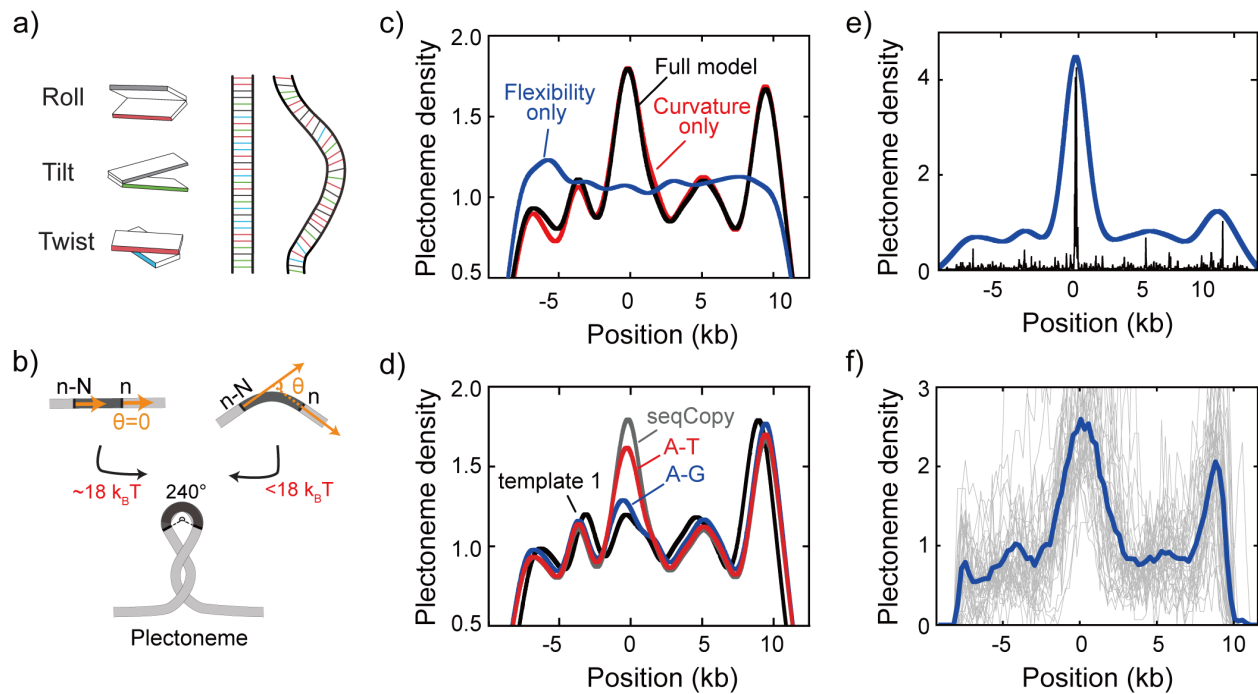 a)
Roll
Tilt
Twist
b)
n-N
n
θ=0
n-N
θ
n
~18 kBT
240°
<18 kBT
Plectoneme
c)
Plectoneme density
2.0
1.5
1.0
0.5
Full model
Flexibility
only
Curvature
only
-5
0
5
10
Position (kb)
d)
Plectoneme density
2.0
1.5
1.0
0.5
seqCopy
A-T
A-G
template 1
-5
0
5
10
Position (kb)
e)
Plectoneme density
4
2
0
-5
0
5
10
Position (kb)
f)
Plectoneme density
3
2
1
0
-5
0
5
10
Position (kb)